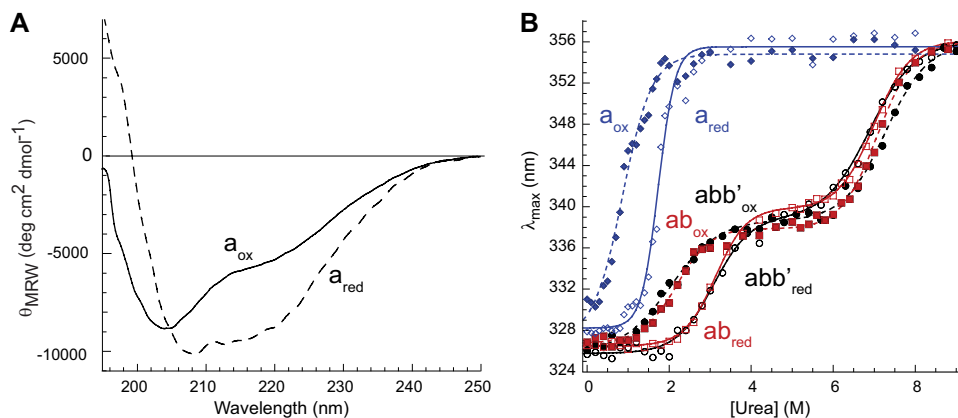 A
θMRW (deg cm2 dmol-1)
5000
0
-5000
-10000
aox
ared
200 210 220 230 240 250
Wavelength (nm)
B
λmax (nm)
356
352
348
344
340
336
332
328
324
aox
ared
abb'ox
abox
abb'red
abred
0 2 4 6 8
[Urea] (M)